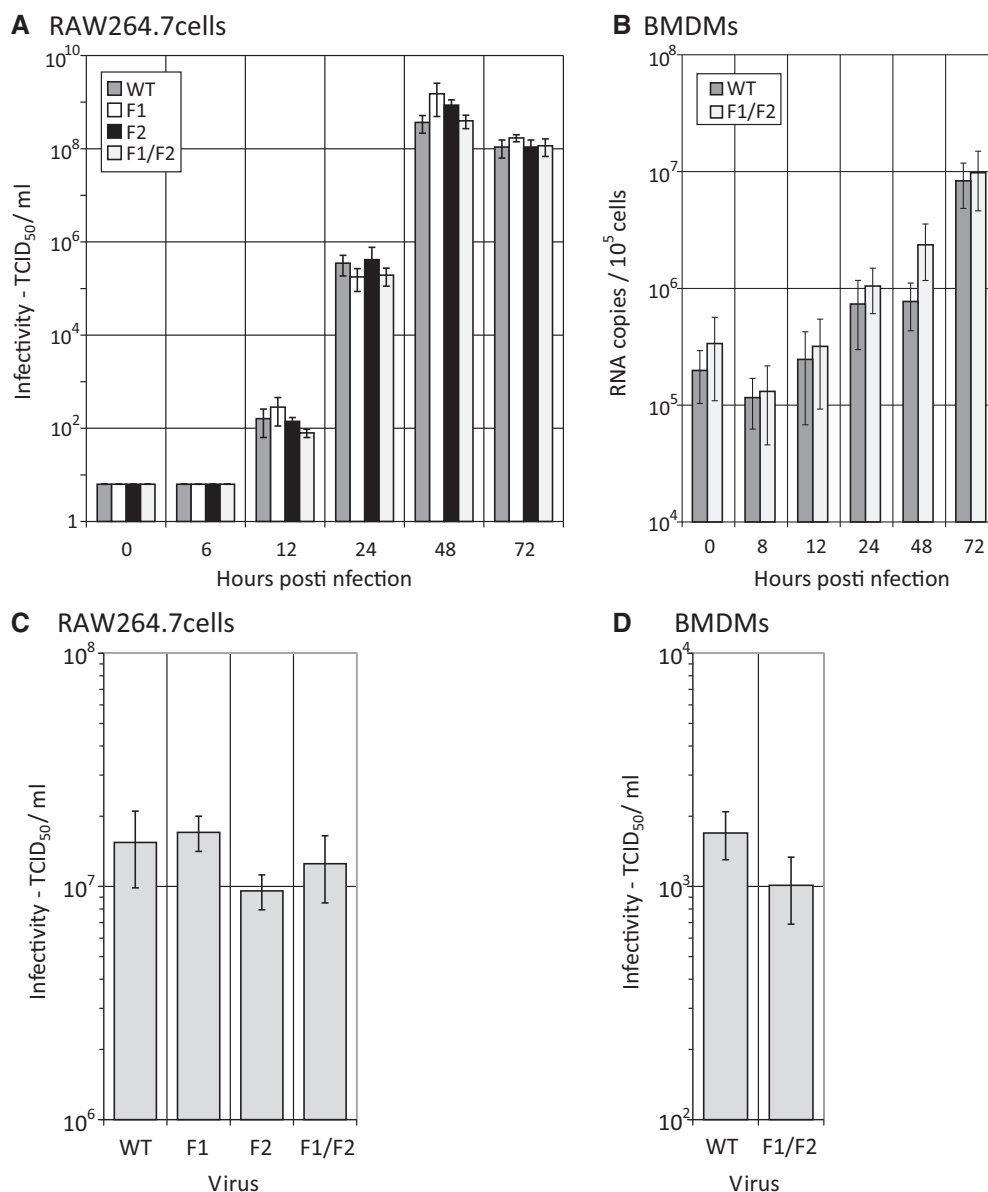 A RAW264.7cells
10^10
10^8
10^6
10^4
10^2
1
Infectivity - TCID50/ ml
WT
F1
F2
F1/F2
0 6 12 24 48 72
Hours posti nfection
B BMDMs
10^8
10^7
10^6
10^5
10^4
RNA copies / 10^5 cells
WT
F1/F2
0 8 12 24 48 72
Hours posti nfection
C RAW264.7cells
10^8
10^7
10^6
Infectivity - TCID50/ ml
WT F1 F2 F1/F2
Virus
D BMDMs
10^4
10^3
10^2
Infectivity - TCID50/ ml
WT F1/F2
Virus